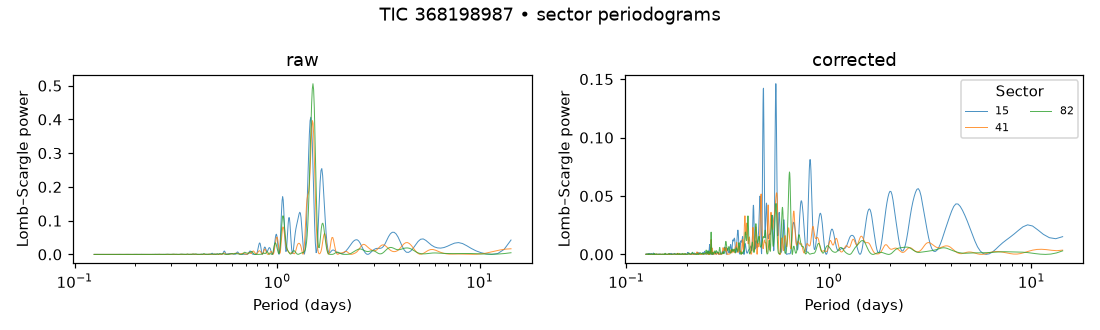 TIC 368198987 • sector periodograms
raw
corrected
Lomb–Scargle power
0.5
0.4
0.3
0.2
0.1
0.0
10⁻¹
10⁰
10¹
Period (days)
Lomb–Scargle power
0.15
0.10
0.05
0.00
10⁻¹
10⁰
10¹
Period (days)
Sector
15
82
41